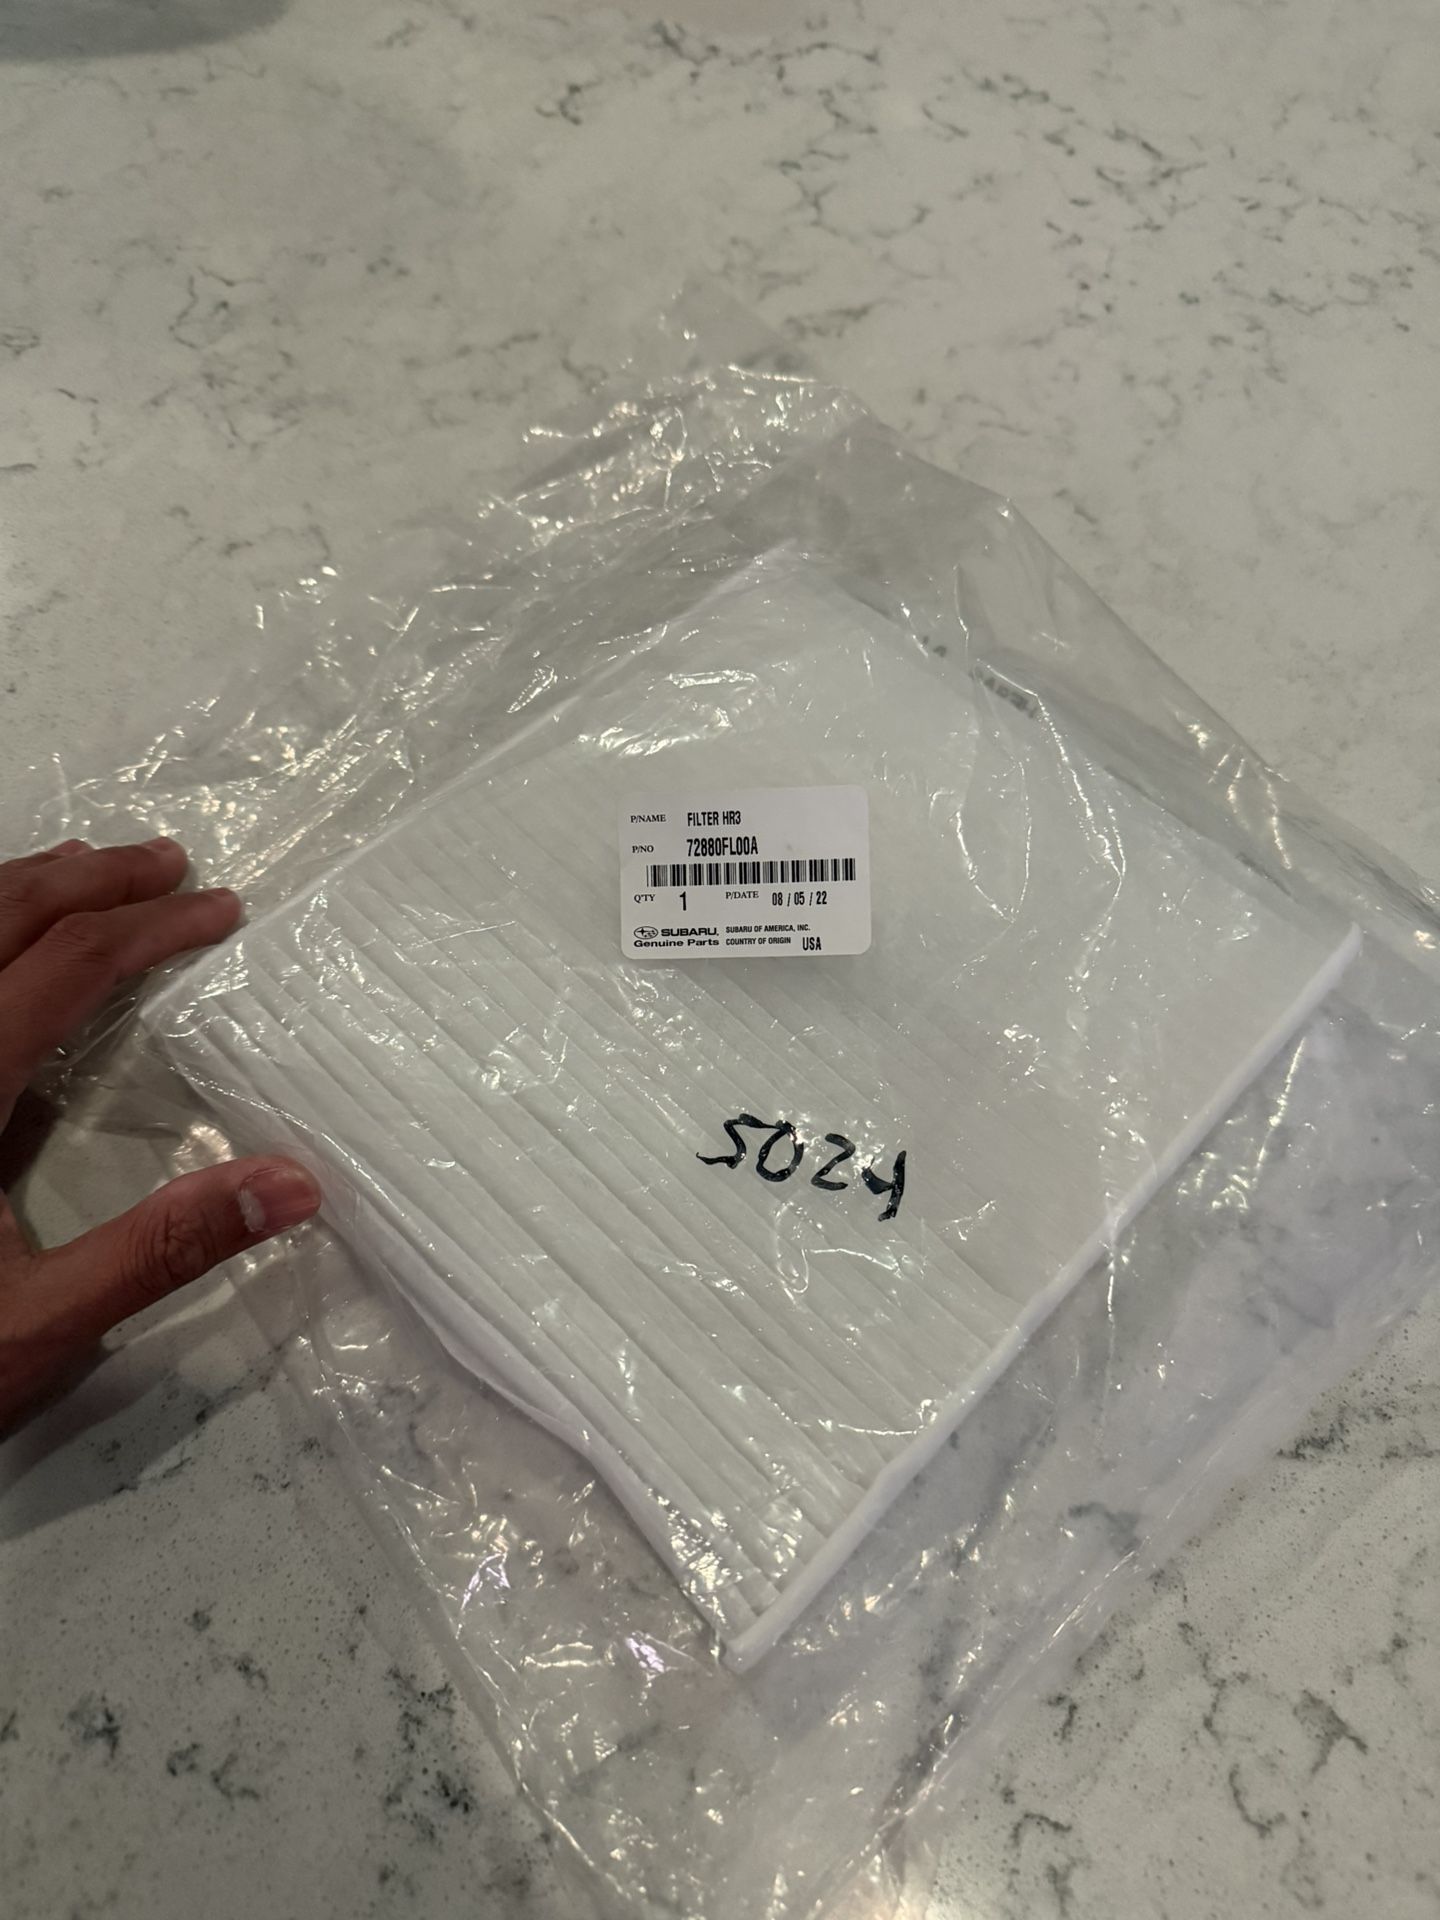 P/NAME FILTER HR3
P/NO 72880FL00A
Q'TY 1 P/DATE 08 / 05 / 22
SUBARU. SUBARU OF AMERICA, INC.
Genuine Parts COUNTRY OF ORIGIN USA
5024